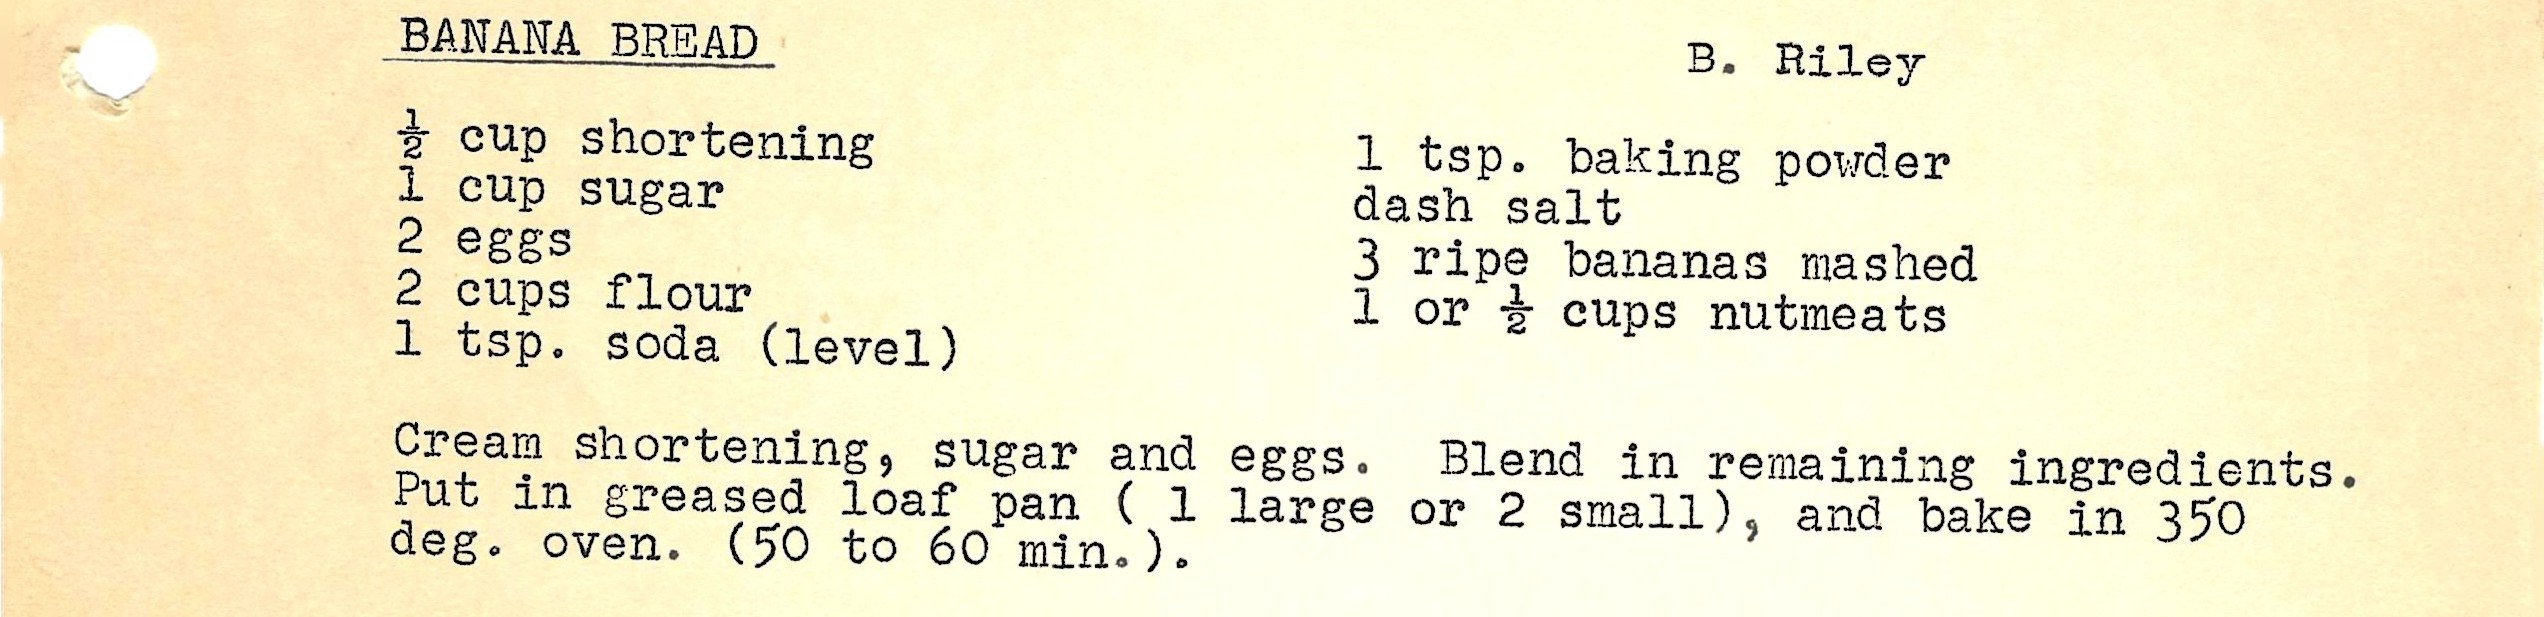 BANANA BREAD
B. Riley
½ cup shortening
1 cup sugar
2 eggs
2 cups flour
1 tsp. soda (level)
1 tsp. baking powder
dash salt
3 ripe bananas mashed
1 or ½ cups nutmeats
Cream shortening, sugar and eggs. Blend in remaining ingredients.
Put in greased loaf pan ( 1 large or 2 small), and bake in 350
deg. oven. (50 to 60 min.).